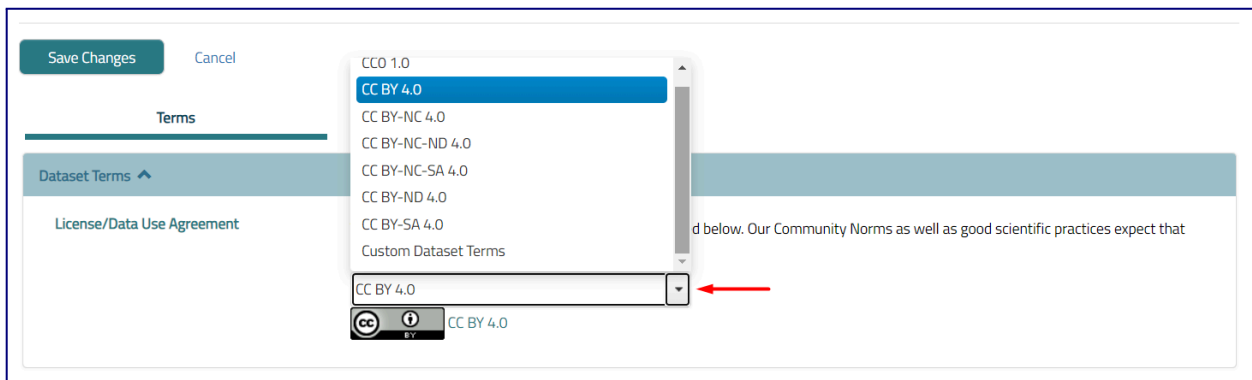 Save Changes
Cancel
Terms
CC0 1.0
CC BY 4.0
CC BY-NC 4.0
CC BY-NC-ND 4.0
CC BY-NC-SA 4.0
CC BY-ND 4.0
CC BY-SA 4.0
Custom Dataset Terms
Dataset Terms
License/Data Use Agreement
d below. Our Community Norms as well as good scientific practices expect that
CC BY 4.0
cc BY CC BY 4.0